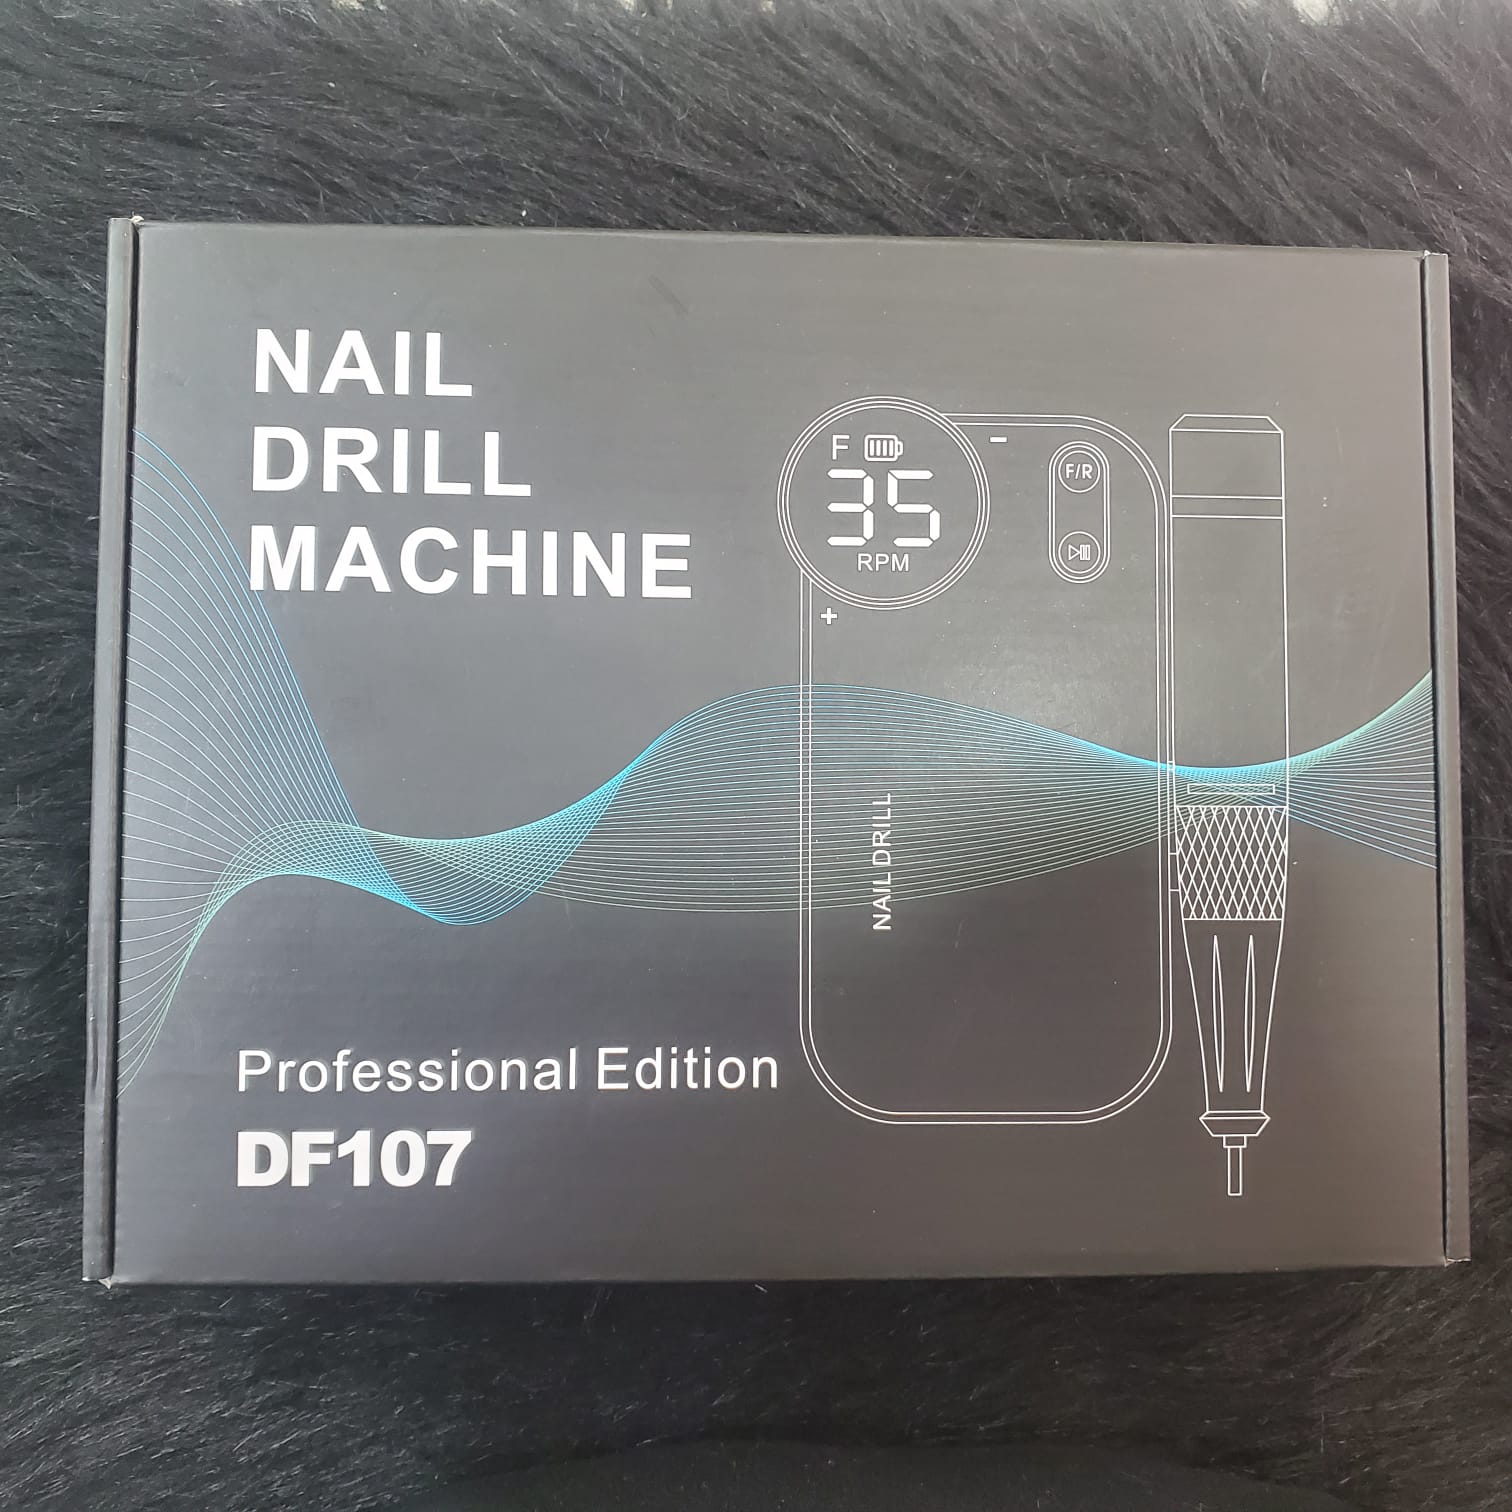 NAIL
DRILL
MACHINE
F
35
RPM
-
+
F/R
NAIL DRILL
Professional Edition
DF107